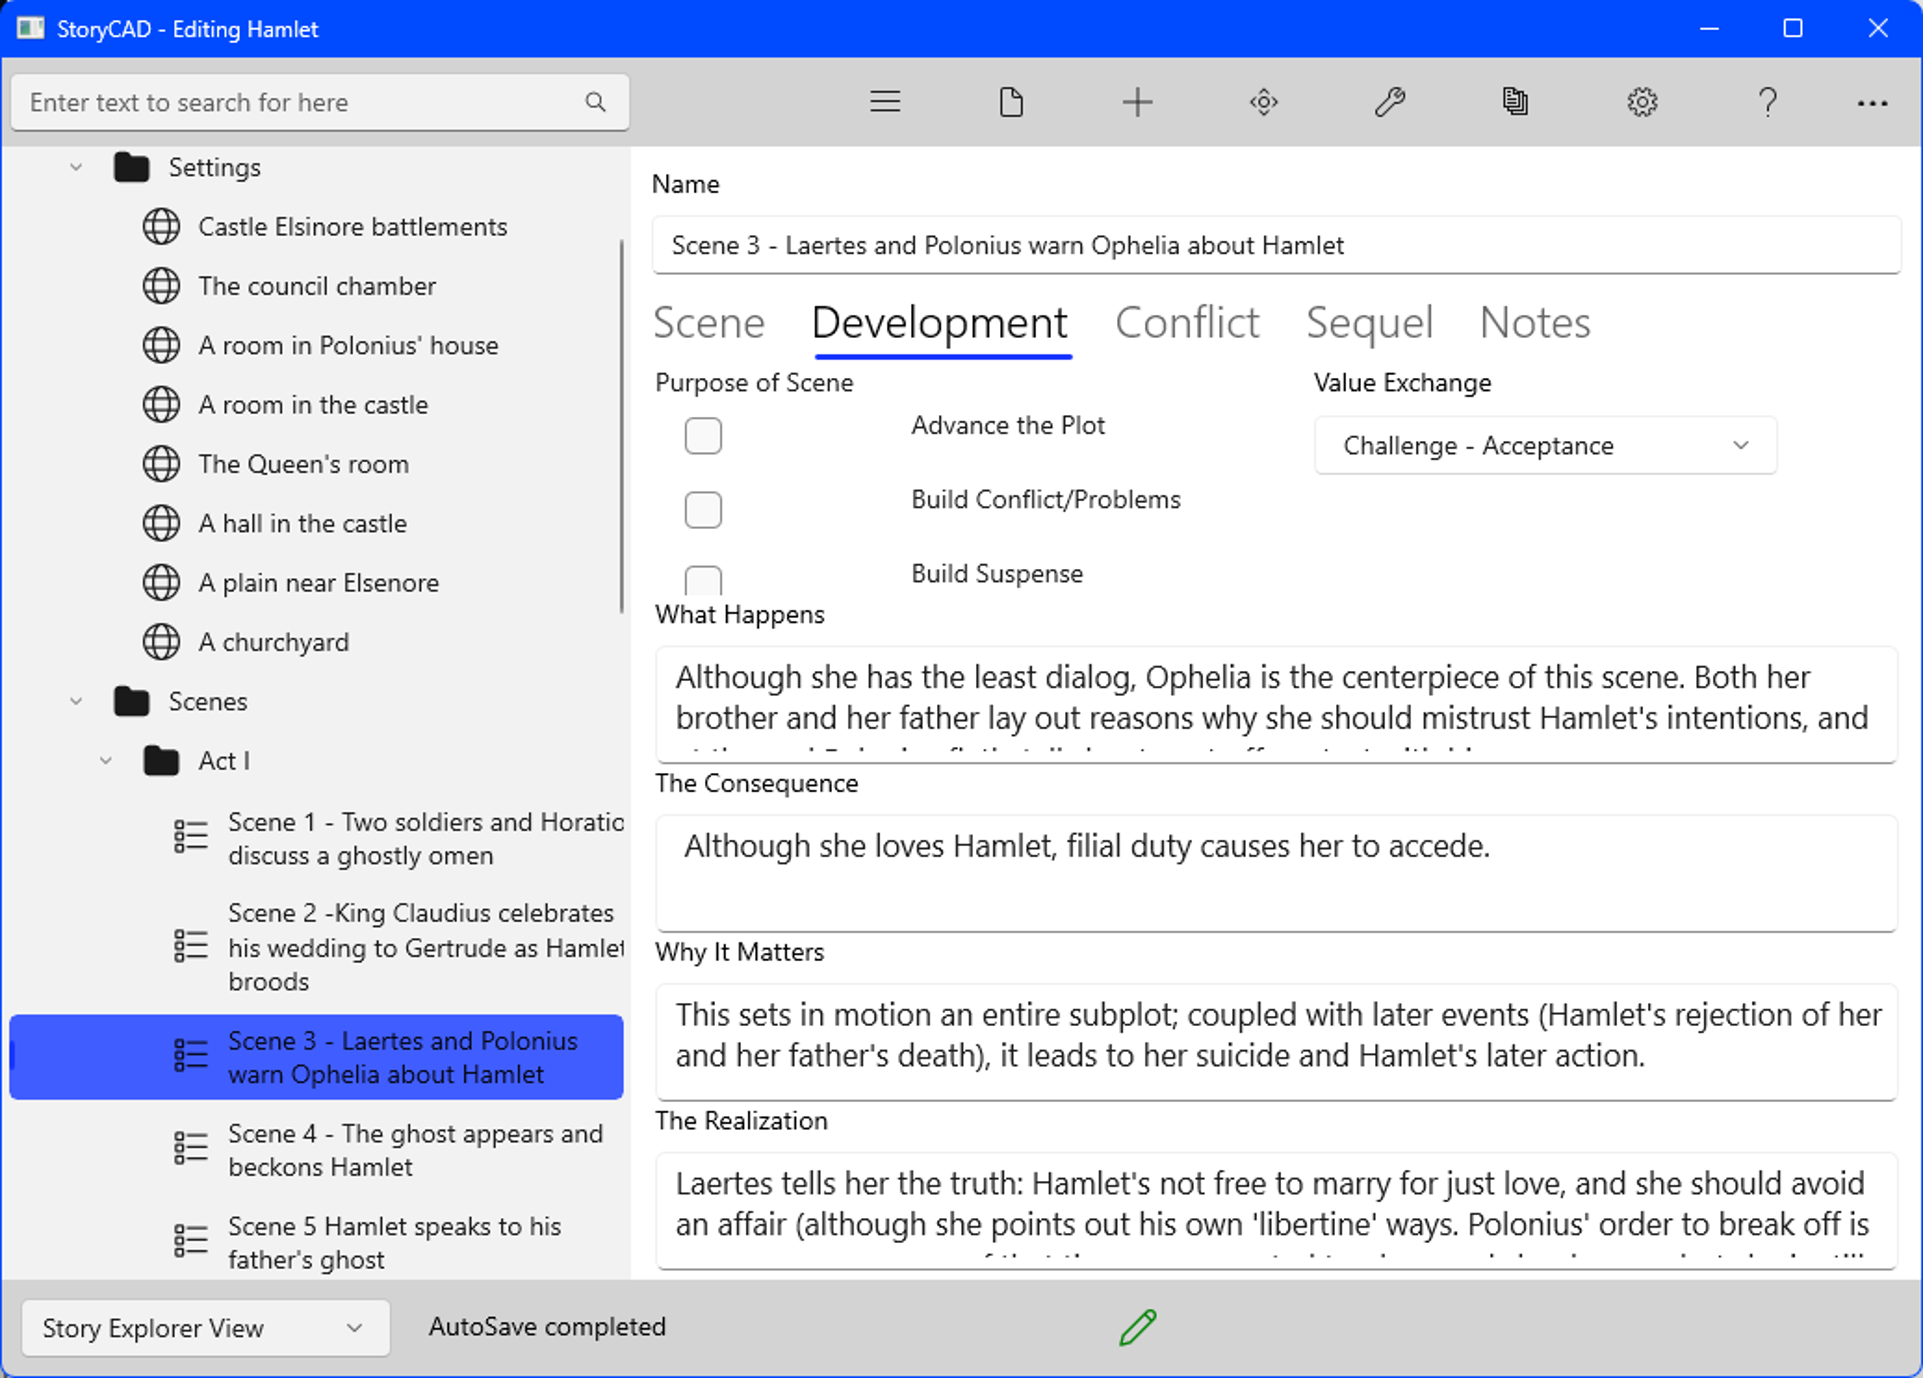 StoryCAD - Editing Hamlet
Enter text to search for here
Settings
Castle Elsinore battlements
The council chamber
A room in Polonius' house
A room in the castle
The Queen's room
A hall in the castle
A plain near Elsenore
A churchyard
Scenes
Act I
Scene 1 - Two soldiers and Horatio
discuss a ghostly omen
Scene 2 -King Claudius celebrates
his wedding to Gertrude as Hamlet
broods
Scene 3 - Laertes and Polonius
warn Ophelia about Hamlet
Scene 4 - The ghost appears and
beckons Hamlet
Scene 5 Hamlet speaks to his
father's ghost
Name
Scene 3 - Laertes and Polonius warn Ophelia about Hamlet
Scene Development Conflict Sequel Notes
Purpose of Scene
Advance the Plot
Build Conflict/Problems
Build Suspense
Value Exchange
Challenge - Acceptance
What Happens
Although she has the least dialog, Ophelia is the centerpiece of this scene. Both her
brother and her father lay out reasons why she should mistrust Hamlet's intentions, and
The Consequence
Although she loves Hamlet, filial duty causes her to accede.
Why It Matters
This sets in motion an entire subplot; coupled with later events (Hamlet's rejection of her
and her father's death), it leads to her suicide and Hamlet's later action.
The Realization
Laertes tells her the truth: Hamlet's not free to marry for just love, and she should avoid
an affair (although she points out his own 'libertine' ways. Polonius' order to break off is
Story Explorer View
AutoSave completed